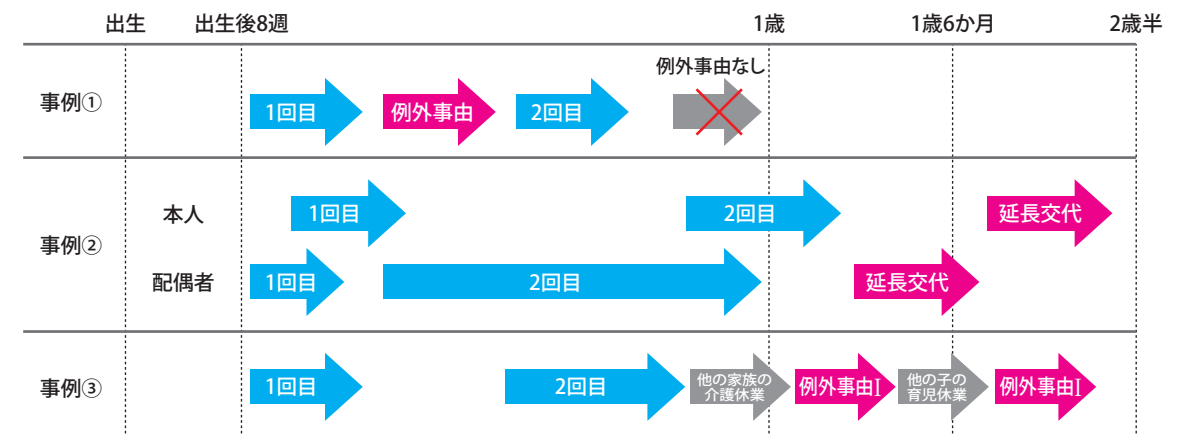 出生
出生後8週
1歳
1歳6か月
2歳半
事例①
1回目
例外事由
2回目
例外事由なし
事例②
本人
1回目
2回目
延長交代
配偶者
1回目
2回目
延長交代
事例③
1回目
2回目
他の家族の
介護休業
例外事由I
他の子の
育児休業
例外事由I